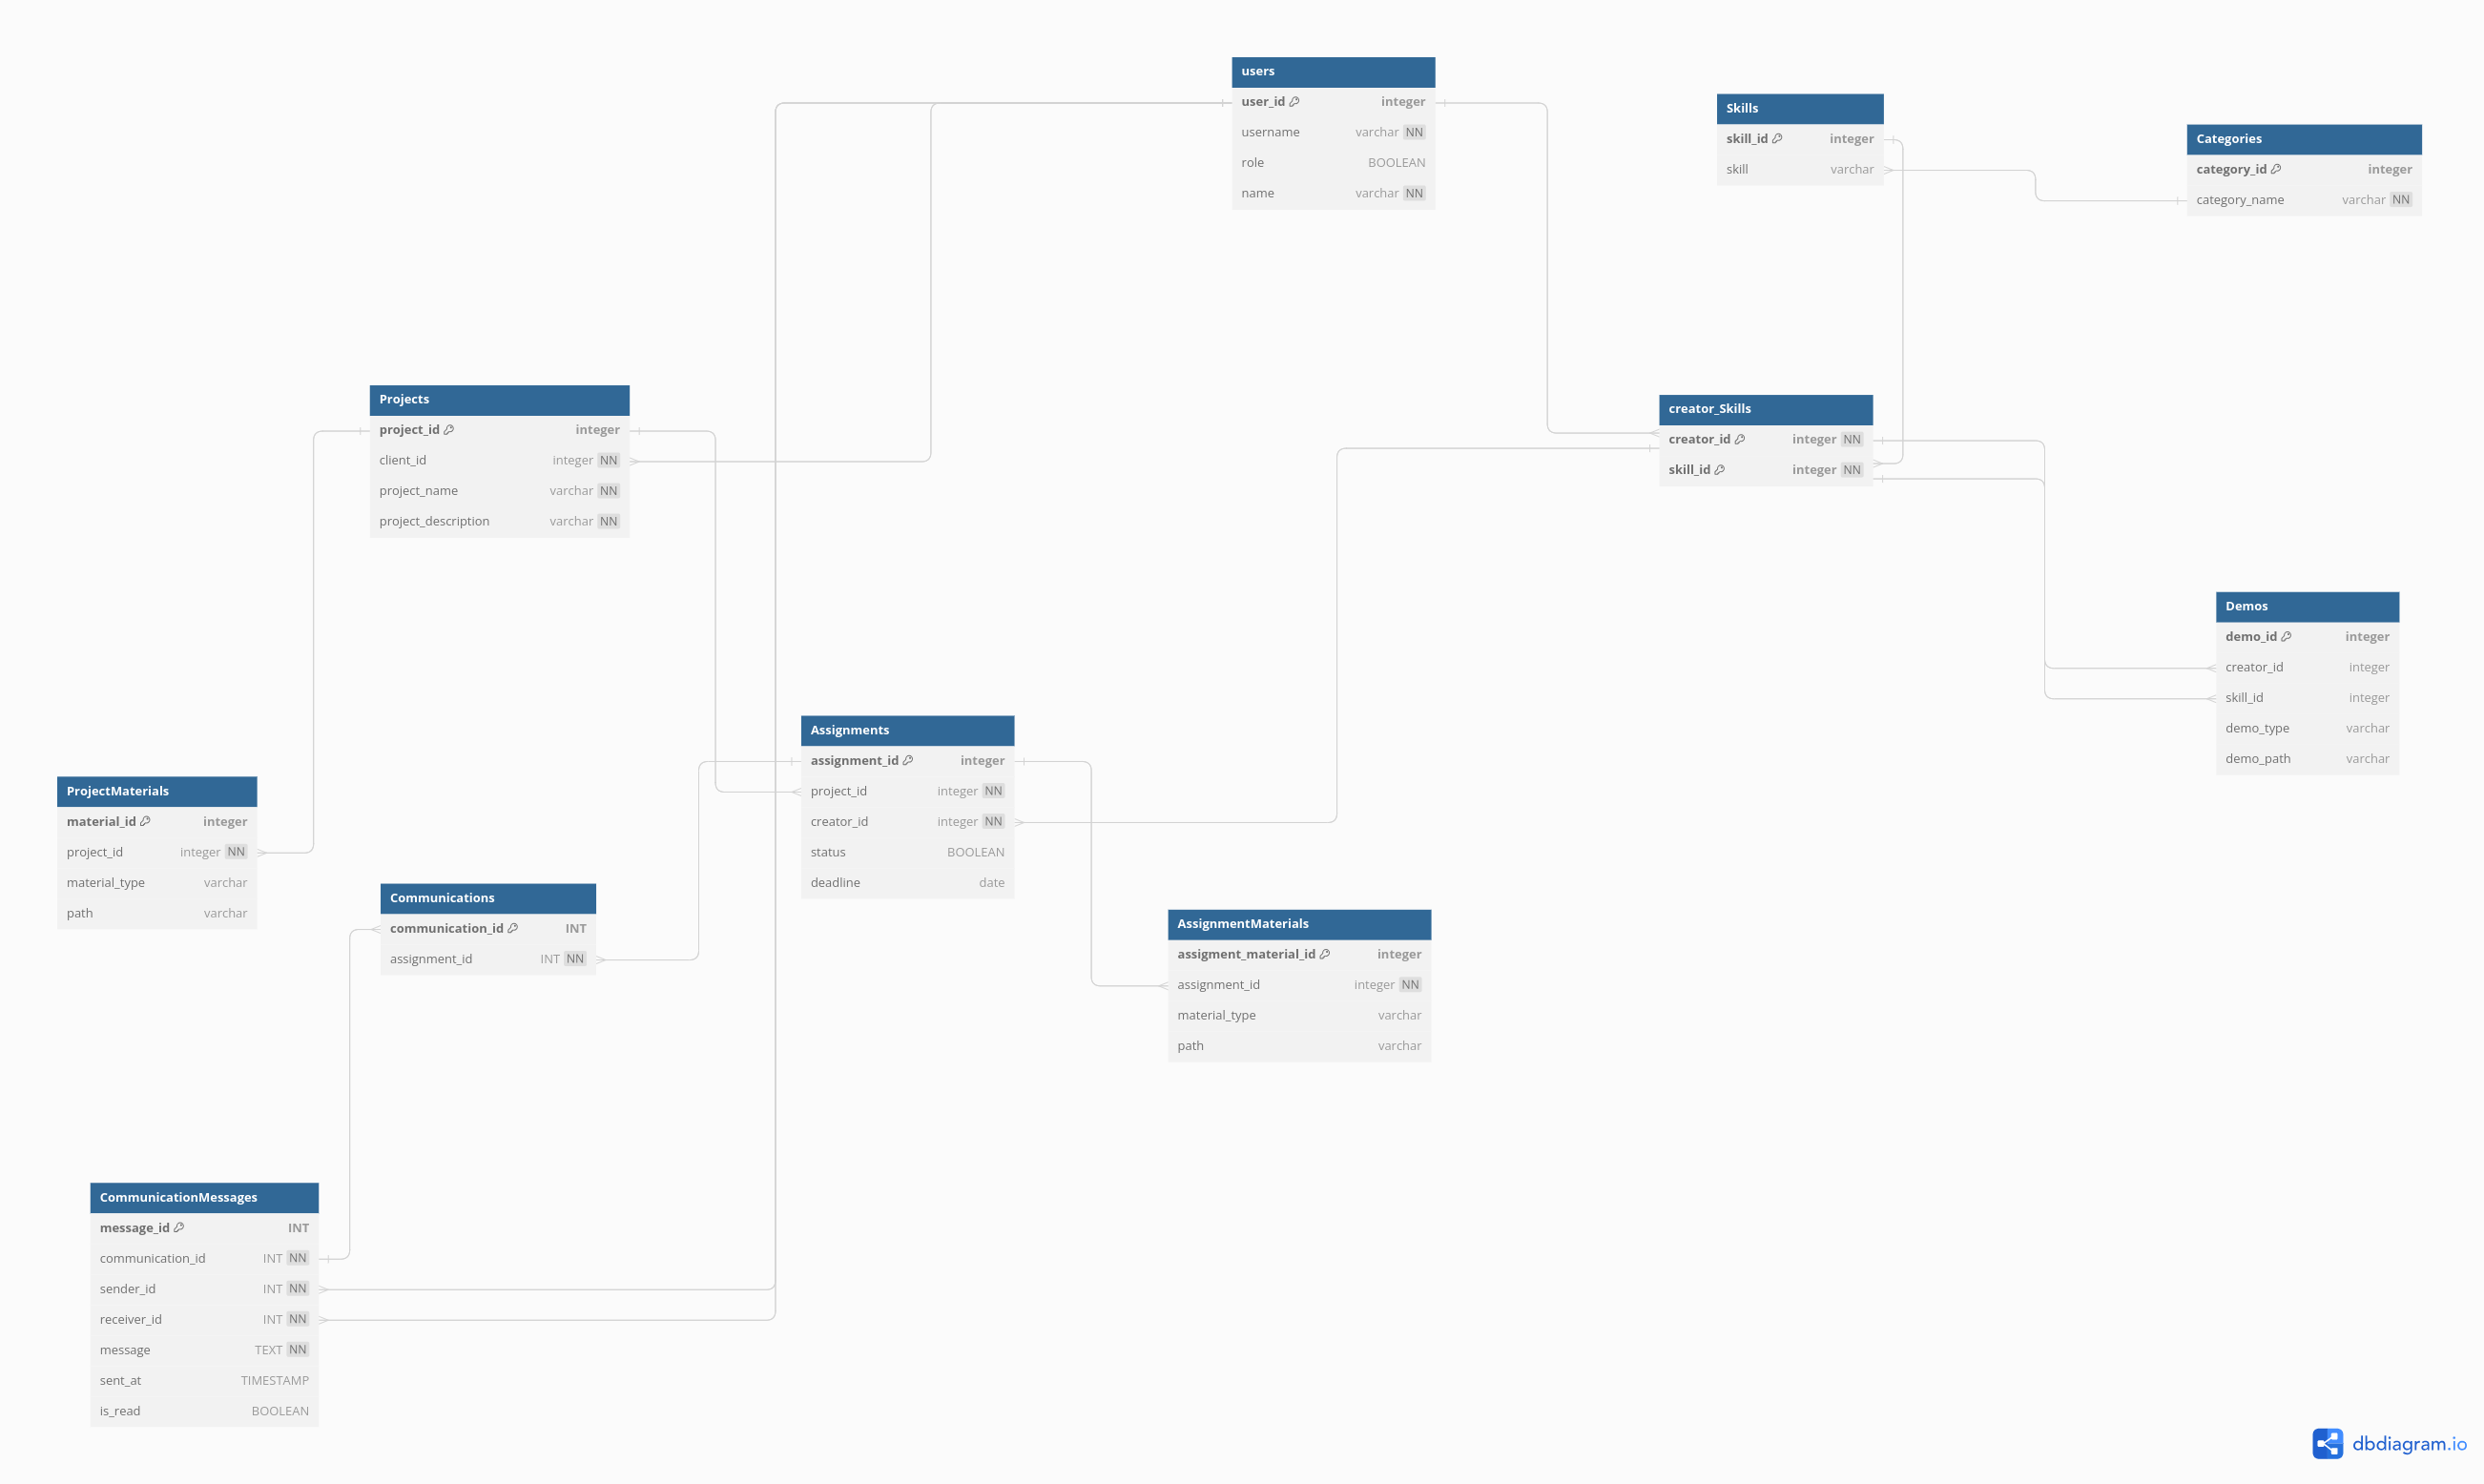 users
user_id integer
username varchar NN
role BOOLEAN
name varchar NN
Skills
skill_id integer
skill varchar
Categories
category_id integer
category_name varchar NN
Projects
project_id integer
client_id integer NN
project_name varchar NN
project_description varchar NN
creator_Skills
creator_id integer NN
skill_id integer NN
Demos
demo_id integer
creator_id integer
skill_id integer
demo_type varchar
demo_path varchar
Assignments
assignment_id integer
project_id integer NN
creator_id integer NN
status BOOLEAN
deadline date
ProjectMaterials
material_id integer
project_id integer NN
material_type varchar
path varchar
Communications
communication_id INT
assignment_id INT NN
AssignmentMaterials
assigment_material_id integer
assignment_id integer NN
material_type varchar
path varchar
CommunicationMessages
message_id INT
communication_id INT NN
sender_id INT NN
receiver_id INT NN
message TEXT NN
sent_at TIMESTAMP
is_read BOOLEAN
dbdiagram.io